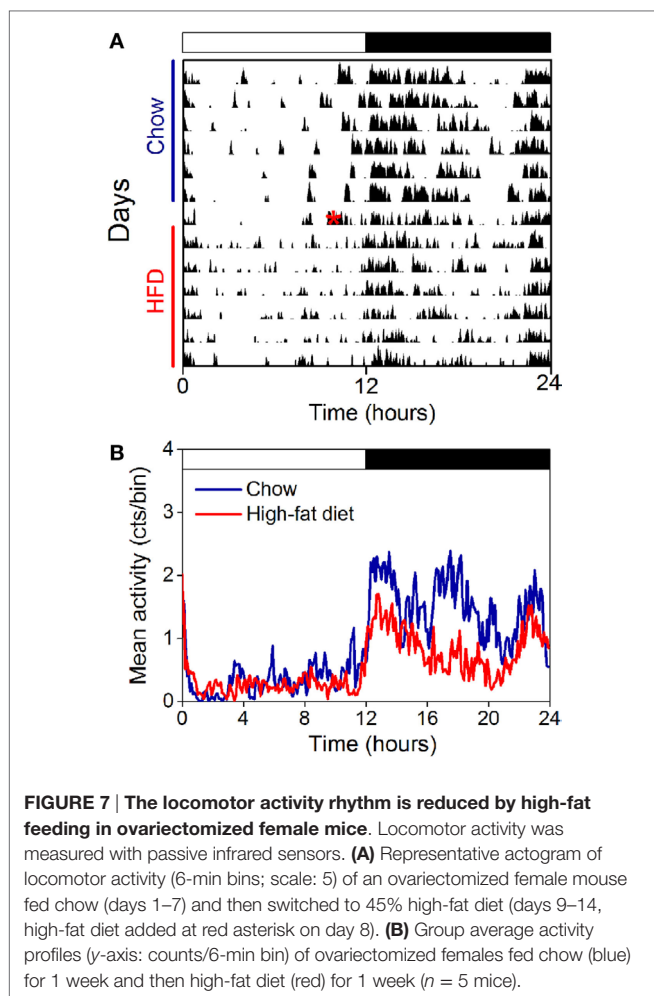 A
Chow
HFD
Days
0 12 24
Time (hours)
B
Chow
High-fat diet
Mean activity (cts/bin)
4
3
2
1
0
0 4 8 12 16 20 24
Time (hours)
FIGURE 7 | The locomotor activity rhythm is reduced by high-fat
feeding in ovariectomized female mice. Locomotor activity was
measured with passive infrared sensors. (A) Representative actogram of
locomotor activity (6-min bins; scale: 5) of an ovariectomized female mouse
fed chow (days 1–7) and then switched to 45% high-fat diet (days 9–14,
high-fat diet added at red asterisk on day 8). (B) Group average activity
profiles (y-axis: counts/6-min bin) of ovariectomized females fed chow (blue)
for 1 week and then high-fat diet (red) for 1 week (n = 5 mice).